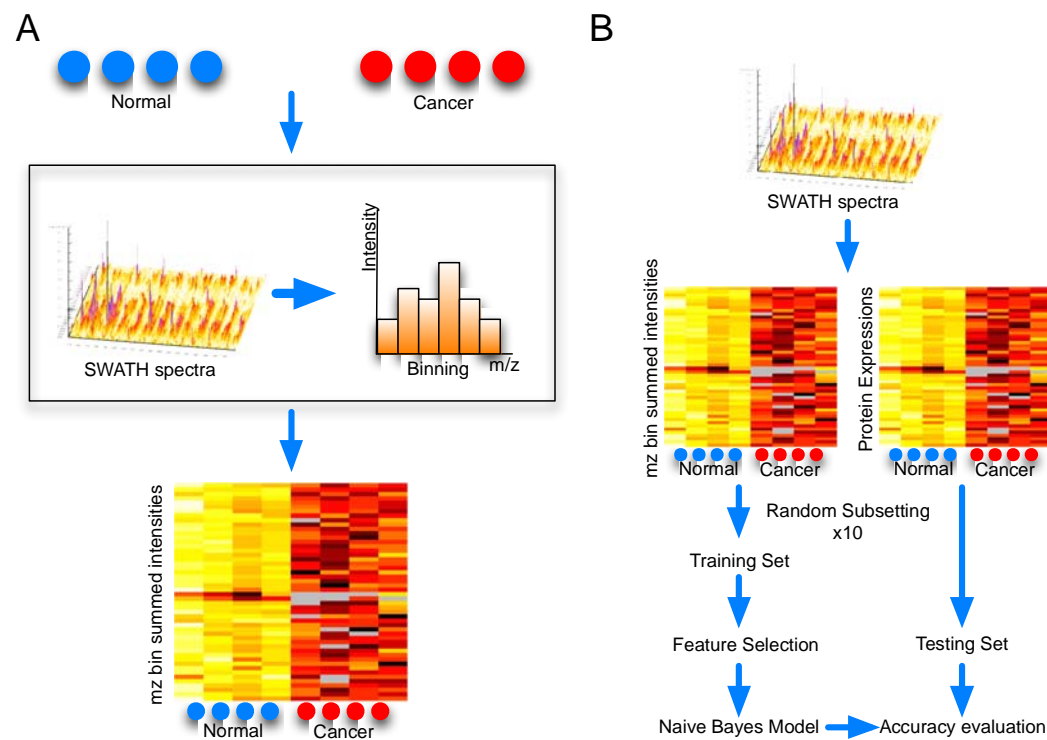 A
Normal
Cancer
SWATH spectra
Intensity
Binning
m/z
mz bin summed intensities
Normal
Cancer
B
SWATH spectra
mz bin summed intensities
Protein Expressions
Normal
Cancer
Normal
Cancer
Random Subsetting
x10
Training Set
Feature Selection
Testing Set
Naive Bayes Model
Accuracy evaluation